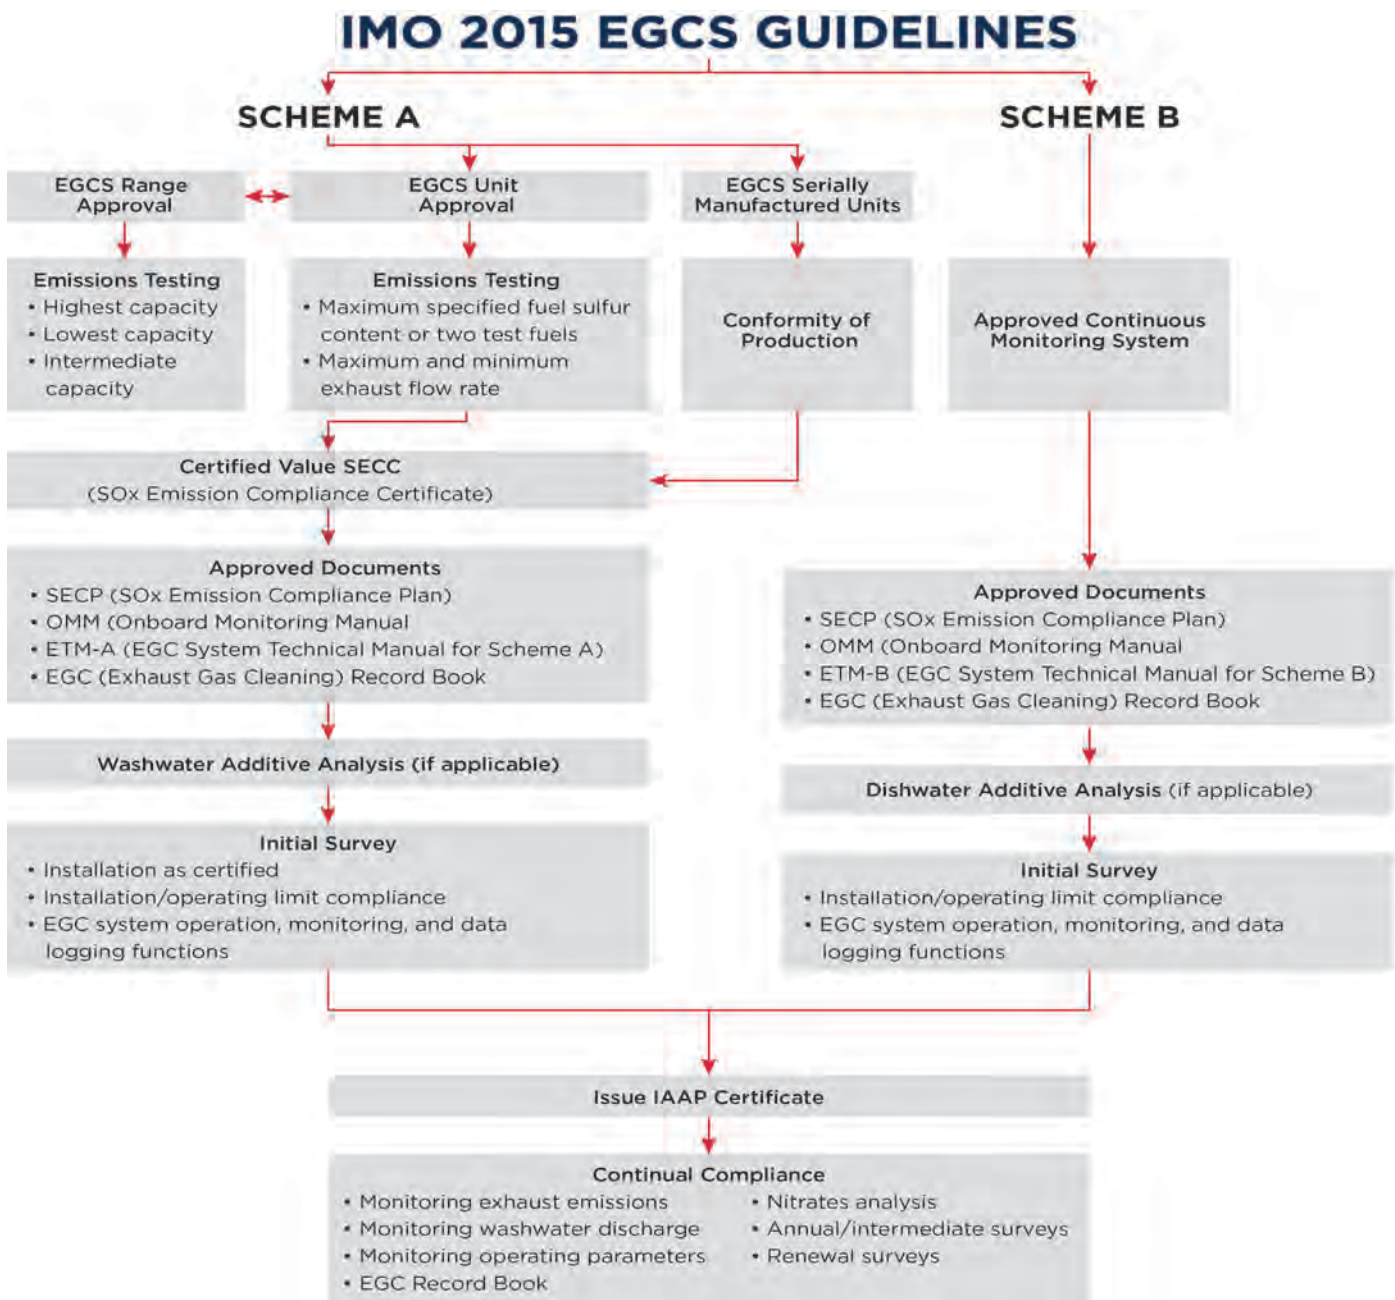 IMO 2015 EGCS GUIDELINES
SCHEME A
SCHEME B
EGCS Range
Approval
EGCS Unit
Approval
EGCS Serially
Manufactured Units
Emissions Testing
• Highest capacity
• Lowest capacity
• Intermediate
capacity
Emissions Testing
• Maximum specified fuel sulfur
content or two test fuels
• Maximum and minimum
exhaust flow rate
Conformity of
Production
Approved Continuous
Monitoring System
Certified Value SECC
(SOx Emission Compliance Certificate)
Approved Documents
• SECP (SOx Emission Compliance Plan)
• OMM (Onboard Monitoring Manual
• ETM-A (EGC System Technical Manual for Scheme A)
• EGC (Exhaust Gas Cleaning) Record Book
Approved Documents
• SECP (SOx Emission Compliance Plan)
• OMM (Onboard Monitoring Manual
• ETM-B (EGC System Technical Manual for Scheme B)
• EGC (Exhaust Gas Cleaning) Record Book
Washwater Additive Analysis (if applicable)
Dishwater Additive Analysis (if applicable)
Initial Survey
• Installation as certified
• Installation/operating limit compliance
• EGC system operation, monitoring, and data
logging functions
Initial Survey
• Installation/operating limit compliance
• EGC system operation, monitoring, and data
logging functions
Issue IAAP Certificate
Continual Compliance
• Monitoring exhaust emissions
• Monitoring washwater discharge
• Monitoring operating parameters
• EGC Record Book
• Nitrates analysis
• Annual/intermediate surveys
• Renewal surveys